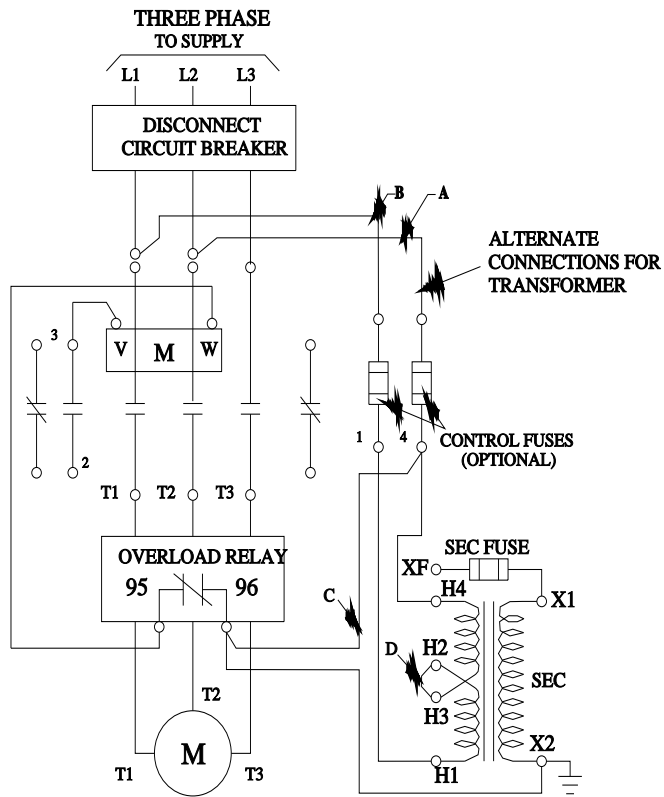 THREE PHASE
TO SUPPLY
L1 L2 L3
DISCONNECT
CIRCUIT BREAKER
B A
ALTERNATE
CONNECTIONS FOR
TRANSFORMER
3 V M W
1 4
CONTROL FUSES
(OPTIONAL)
2
T1 T2 T3
OVERLOAD RELAY
95 96
SEC FUSE
XF
H4 X1
C
D H2
SEC
H3
T2
M
T1 T3
X2
H1